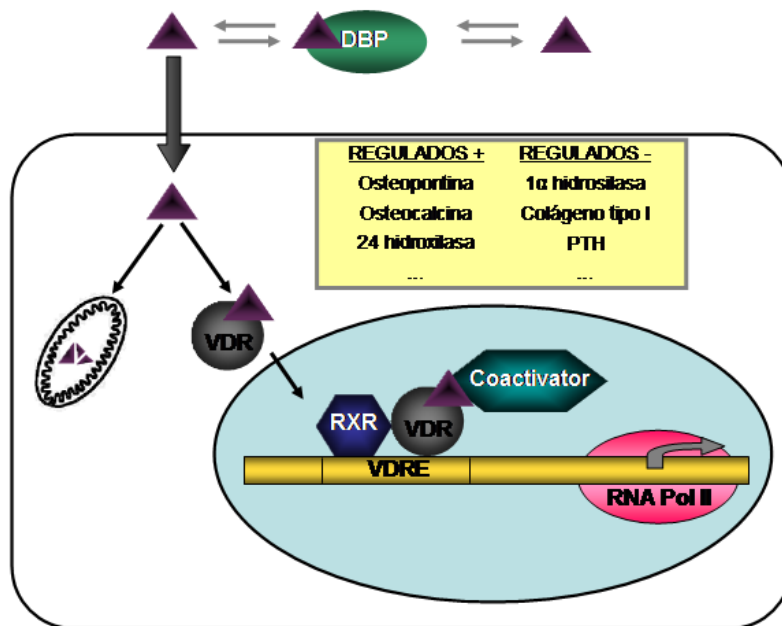 DBP
REGULADOS + REGULADOS -
Osteopontina 1α hidrosilasa
Osteocalcina Colágeno tipo I
24 hidroxilasa PTH
... ...
VDR
Coactivator
RXR
VDR
VDRE
RNA Pol II